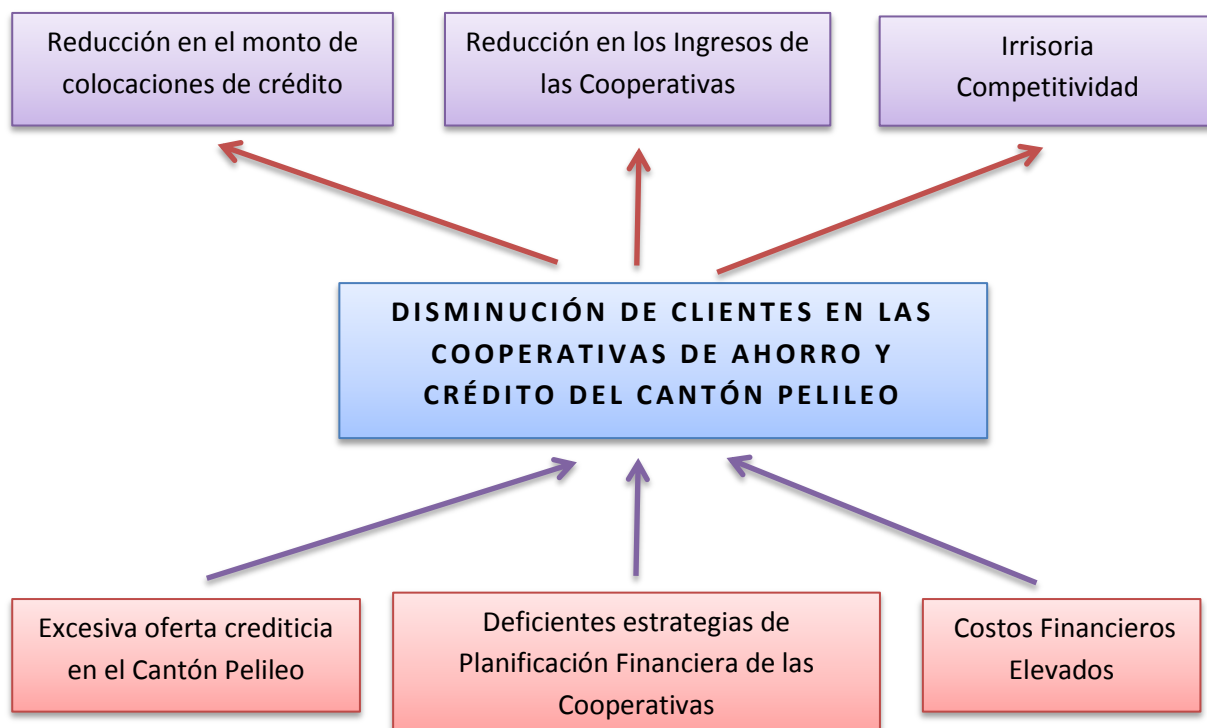 Reducción en el monto de
colocaciones de crédito
Reducción en los Ingresos de
las Cooperativas
Irrisoria
Competitividad
DISMINUCIÓN DE CLIENTES EN LAS
COOPERATIVAS DE AHORRO Y
CRÉDITO DEL CANTÓN PELILEO
Excesiva oferta crediticia
en el Cantón Pelileo
Deficientes estrategias de
Planificación Financiera de las
Cooperativas
Costos Financieros
Elevados